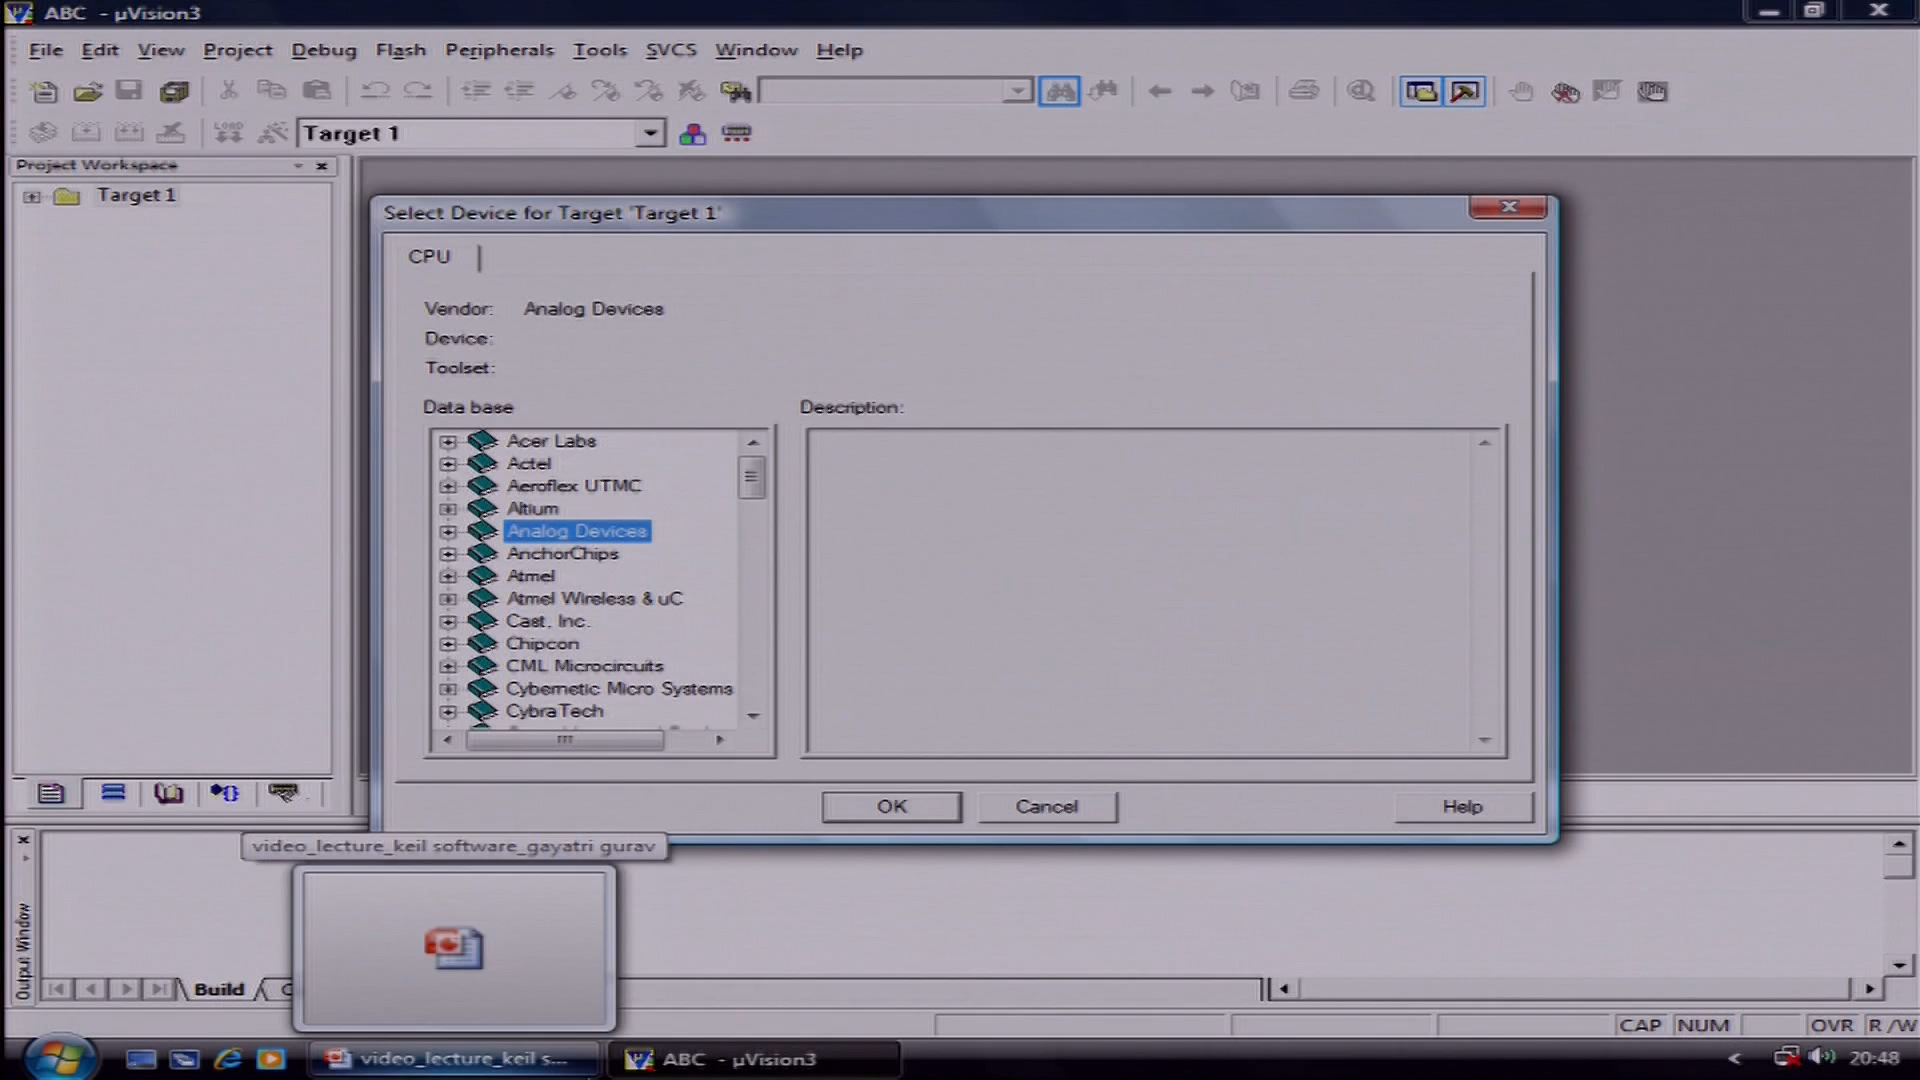 ABC - µVision3
File Edit View Project Debug Flash Peripherals Tools SVCS Window Help
LOAD
Target 1
Project Workspace
Target 1
Select Device for Target 'Target 1'
CPU
Vendor: Analog Devices
Device:
Toolset:
Data base
Description:
Acer Labs
Actel
Aeroflex UTMC
Altium
Analog Devices
AnchorChips
Atmel
Atmel Wireless & uC
Cast, Inc.
Chipcon
CML Microcircuits
Cybernetic Micro Systems
CybraTech
OK Cancel Help
video_lecture_keil software_gayatri gurav
Output Window
Build
CAP NUM OVR R/W
video_lecture_keil s...
ABC - µVision3
20:48